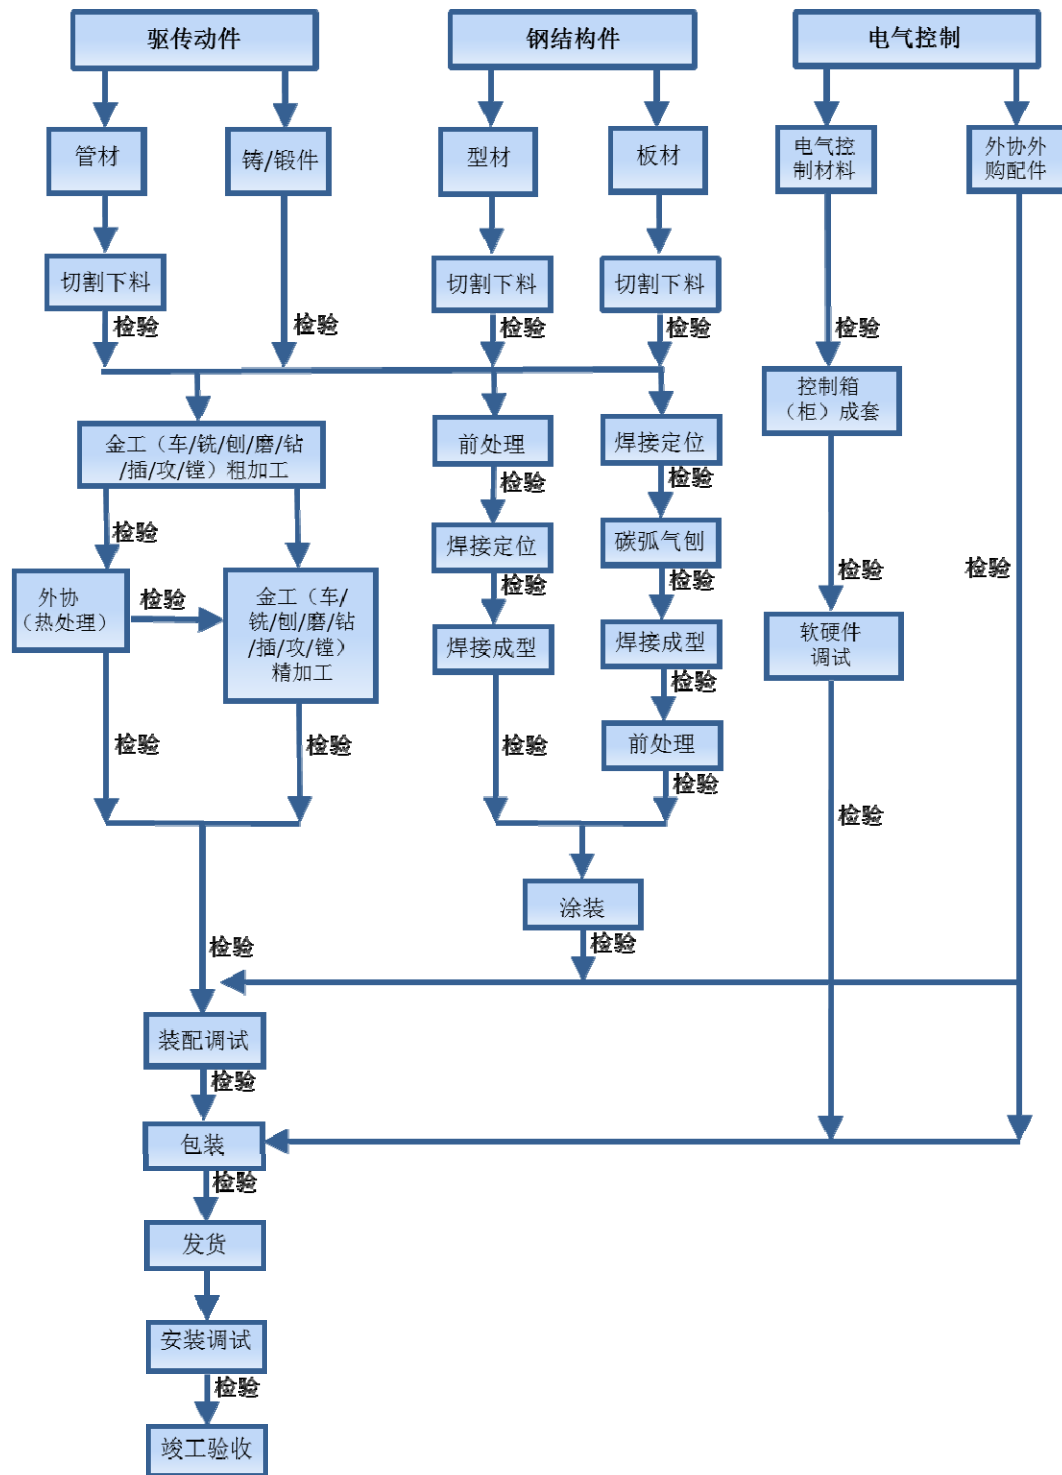 驱传动件
钢结构件
电气控制
管材
铸/锻件
型材
板材
电气控
制材料
外协外
购配件
切割下料
切割下料
切割下料
检验
检验
检验
检验
检验
控制箱
（柜）成套
金工（车/铣/刨/磨/钻
/插/攻/镗）粗加工
前处理
焊接定位
检验
检验
检验
焊接定位
碳弧气刨
检验
检验
检验
检验
检验
外协
（热处理）
金工（车/
铣/刨/磨/钻
/插/攻/镗）
精加工
焊接成型
焊接成型
软硬件
调试
检验
检验
检验
检验
前处理
检验
检验
涂装
检验
检验
装配调试
检验
包装
检验
发货
安装调试
检验
竣工验收